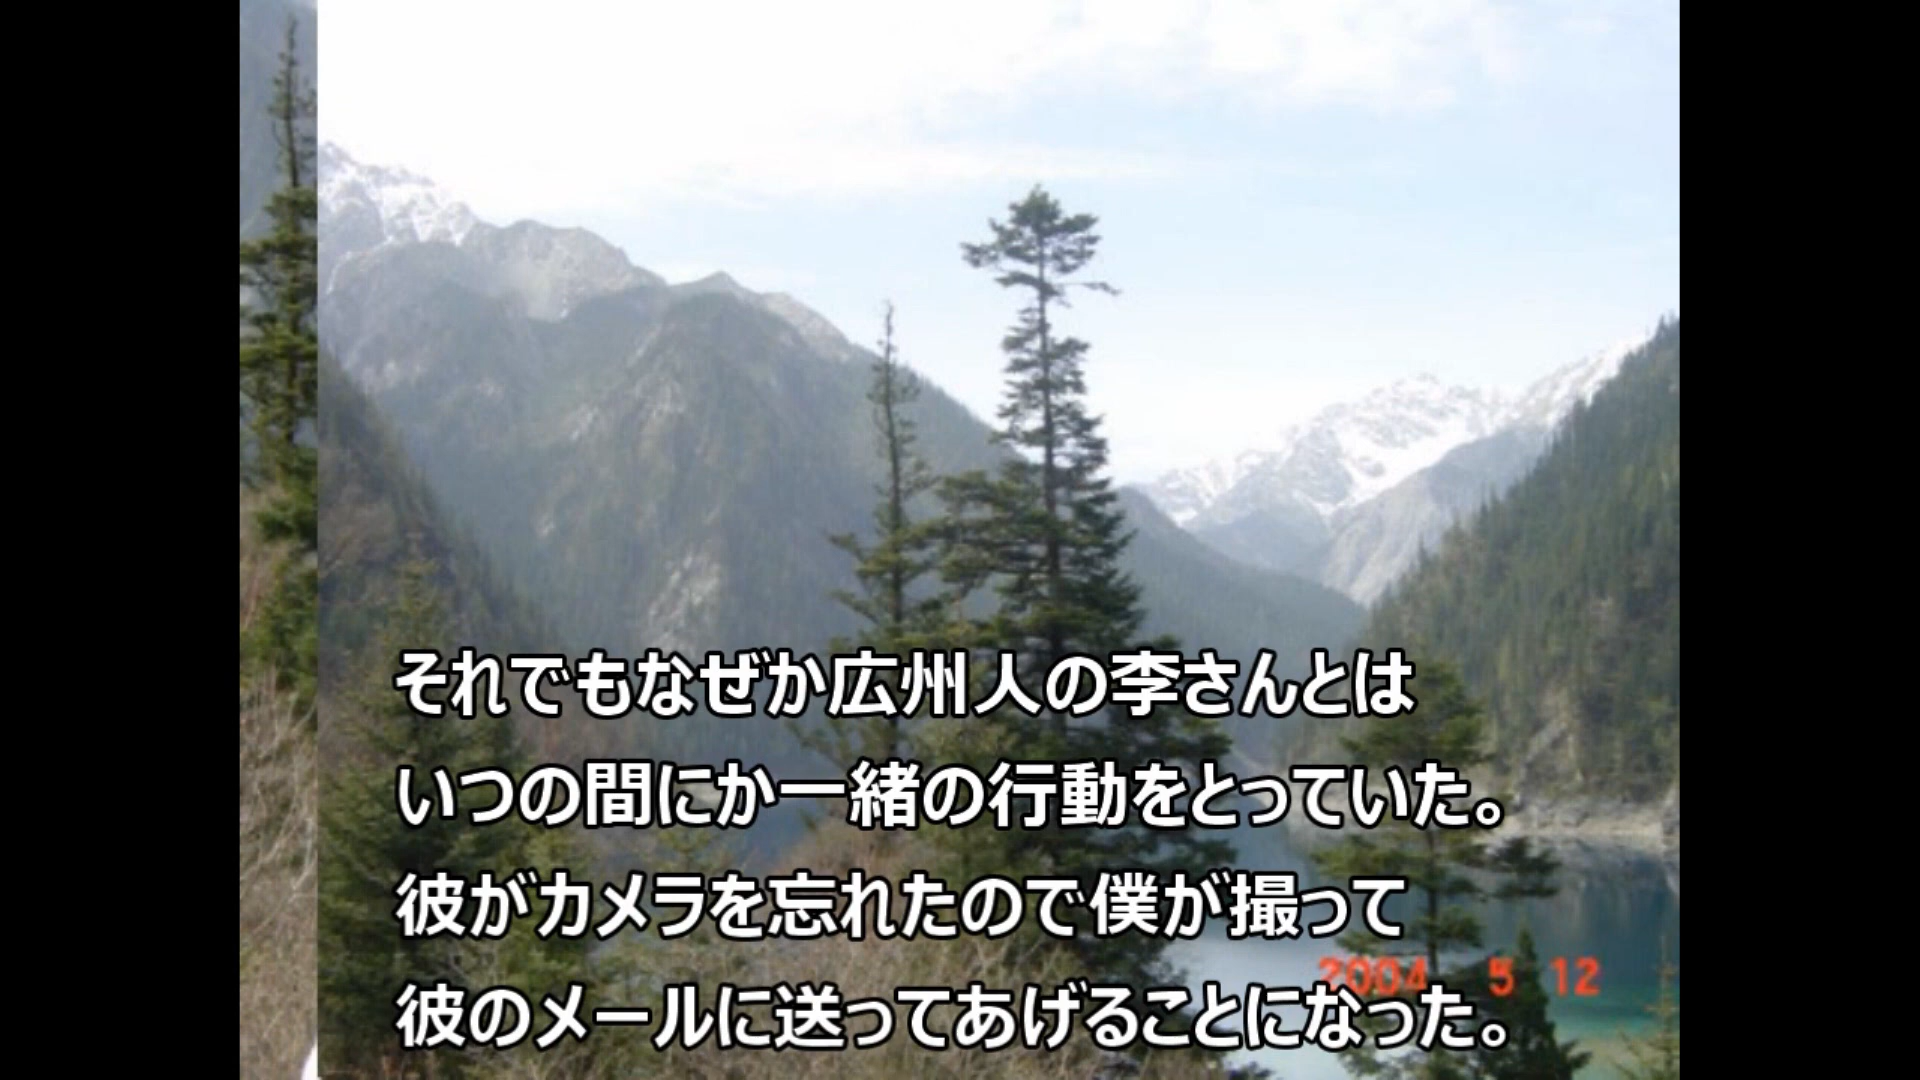 それでもなぜか広州人の李さんとは
いつの間にか一緒の行動をとっていた。
彼がカメラを忘れたので僕が撮って
2004 5 12
彼のメールに送ってあげることになった。